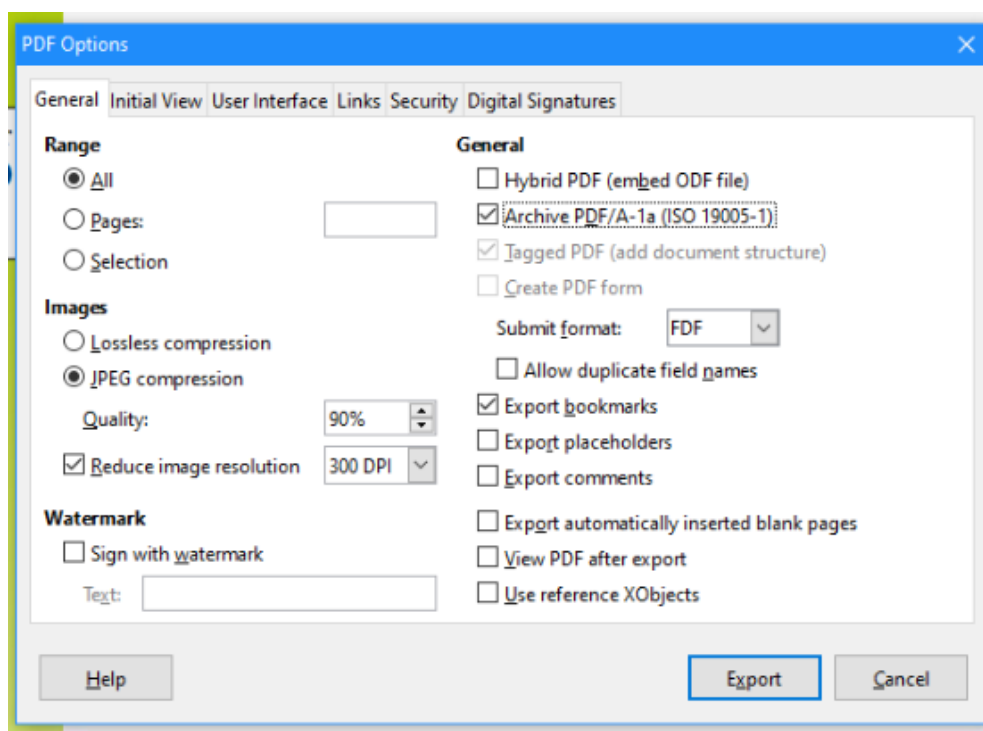 PDF Options
General Initial View User Interface Links Security Digital Signatures
Range
All
Pages:
Selection
Images
Lossless compression
JPEG compression
Quality: 90%
Reduce image resolution 300 DPI
Watermark
Sign with watermark
Text:
General
Hybrid PDF (embed ODF file)
Archive PDF/A-1a (ISO 19005-1)
Tagged PDF (add document structure)
Create PDF form
Submit format: FDF
Allow duplicate field names
Export bookmarks
Export placeholders
Export comments
Export automatically inserted blank pages
View PDF after export
Use reference XObjects
Help Export Cancel